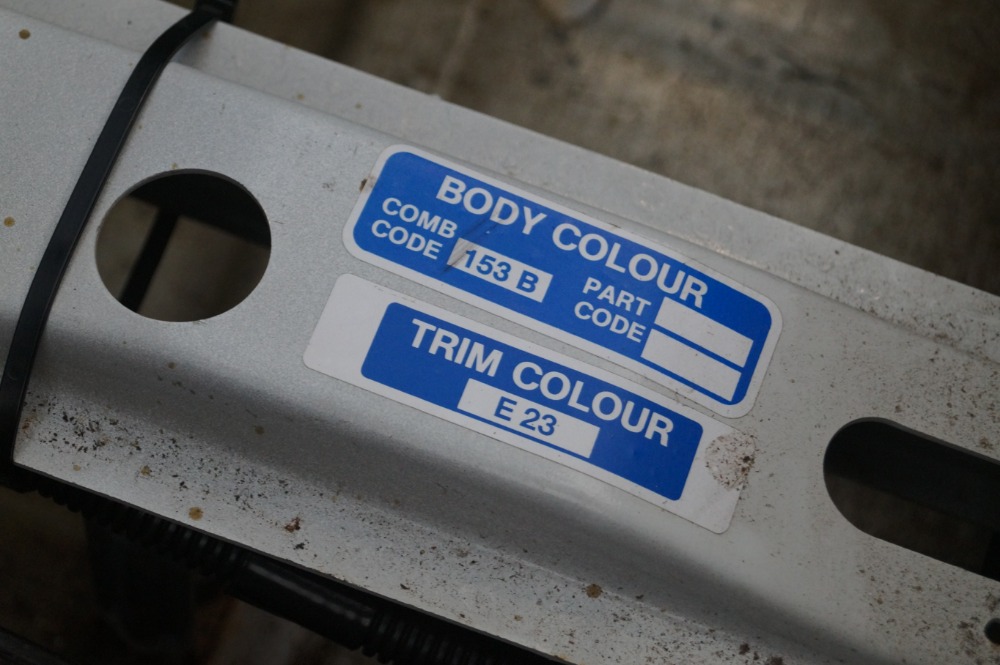 BODY COLOUR
COMB CODE 153 B PART CODE
TRIM COLOUR
E 23